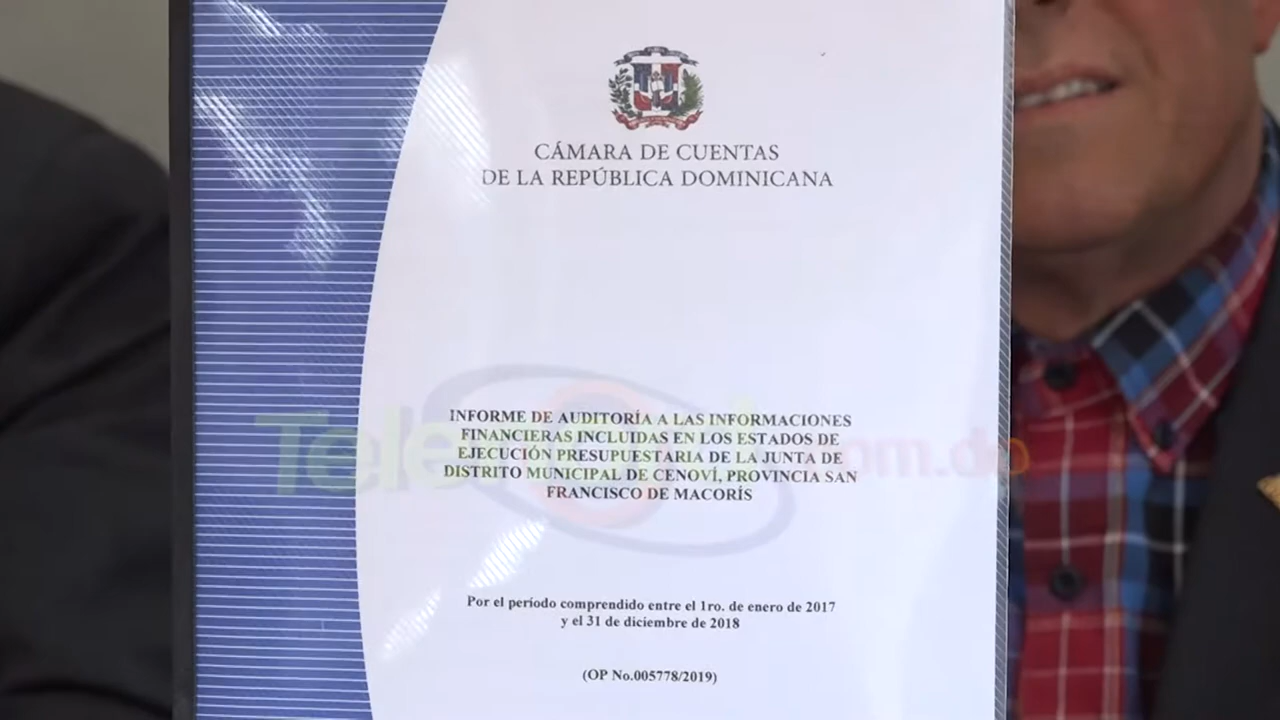 CÁMARA DE CUENTAS
DE LA REPÚBLICA DOMINICANA
INFORME DE AUDITORÍA A LAS INFORMACIONES
FINANCIERAS INCLUIDAS EN LOS ESTADOS DE
EJECUCIÓN PRESUPUESTARIA DE LA JUNTA DE
DISTRITO MUNICIPAL DE CENOVÍ, PROVINCIA SAN
FRANCISCO DE MACORÍS
Por el período comprendido entre el 1ro. de enero de 2017
y el 31 de diciembre de 2018
(OP No.005778/2019)